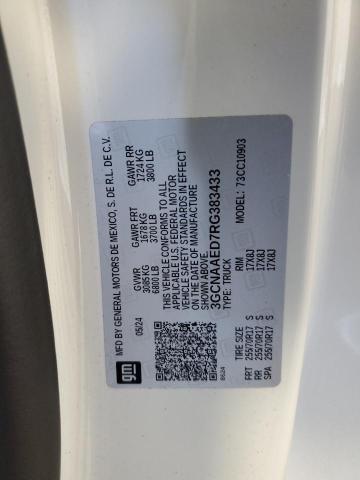 MFD BY GENERAL MOTORS DE MEXICO, S. DE R.L. DE C.V.
05/24 GVWR GAWR FRT GAWR RR
3085 KG 1678 KG 1724 KG
6800 LB 3700 LB 3800 LB
gm
THIS VEHICLE CONFORMS TO ALL
APPLICABLE U.S. FEDERAL MOTOR
VEHICLE SAFETY STANDARDS IN EFFECT
ON THE DATE OF MANUFACTURE
SHOWN ABOVE.
3GCNAAED7RG383433
TYPE: TRUCK MODEL: 73CC10903
TIRE SIZE RIM
FRT 255/70R17 S 17X8J
RR 255/70R17 S 17X8J
SPA 255/70R17 S 17X8J